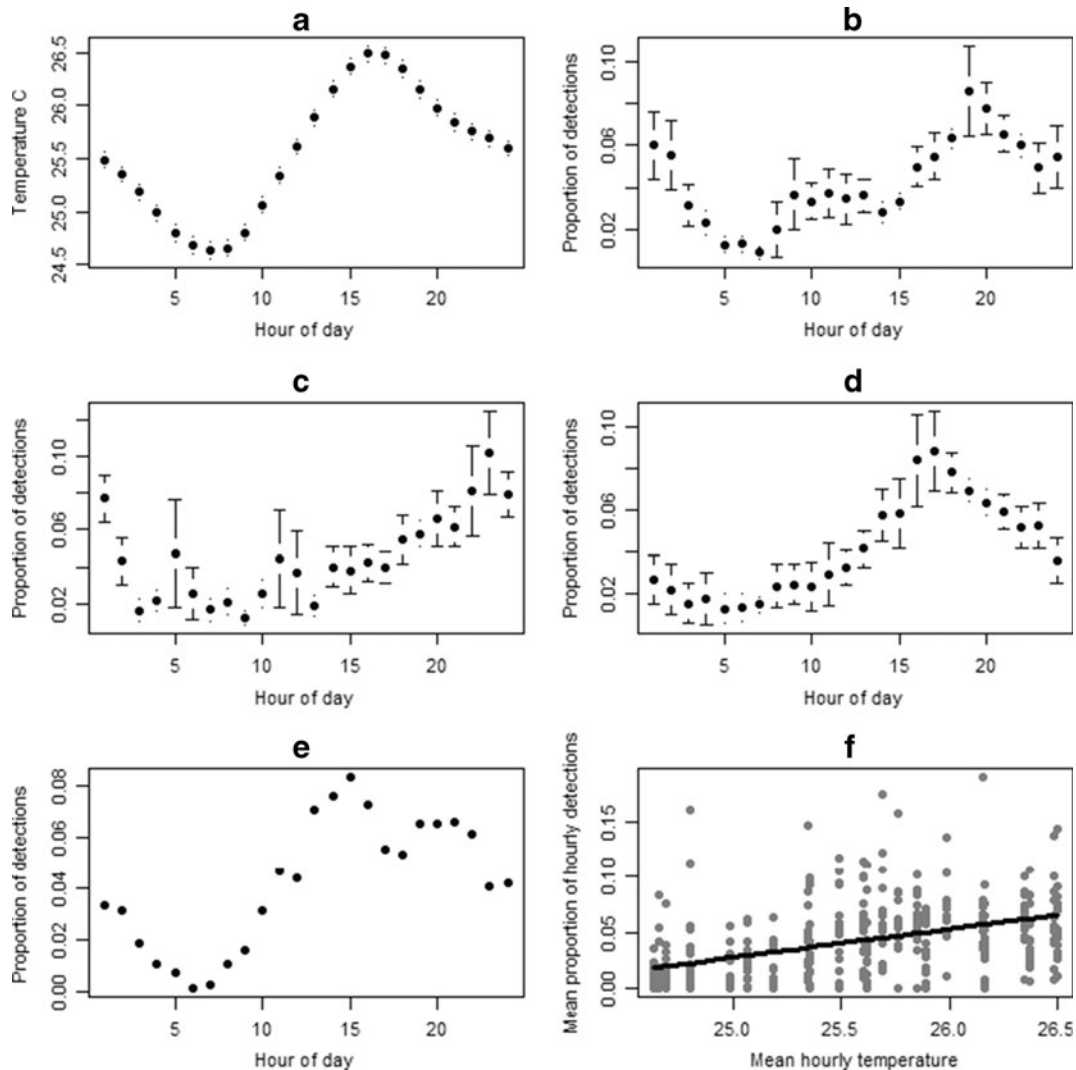 a
Temperature C
26.5
26.0
25.5
25.0
24.5
5 10 15 20
Hour of day
b
Proportion of detections
0.10
0.06
0.02
5 10 15 20
Hour of day
c
Proportion of detections
0.10
0.06
0.02
5 10 15 20
Hour of day
d
Proportion of detections
0.10
0.06
0.02
5 10 15 20
Hour of day
e
Proportion of detections
0.08
0.06
0.04
0.02
0.00
5 10 15 20
Hour of day
f
Mean proportion of hourly detections
0.15
0.10
0.05
0.00
25.0 25.5 26.0 26.5
Mean hourly temperature